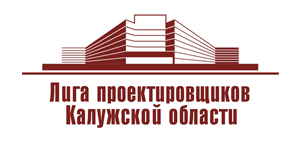 Лига проектировщиков
Калужской области